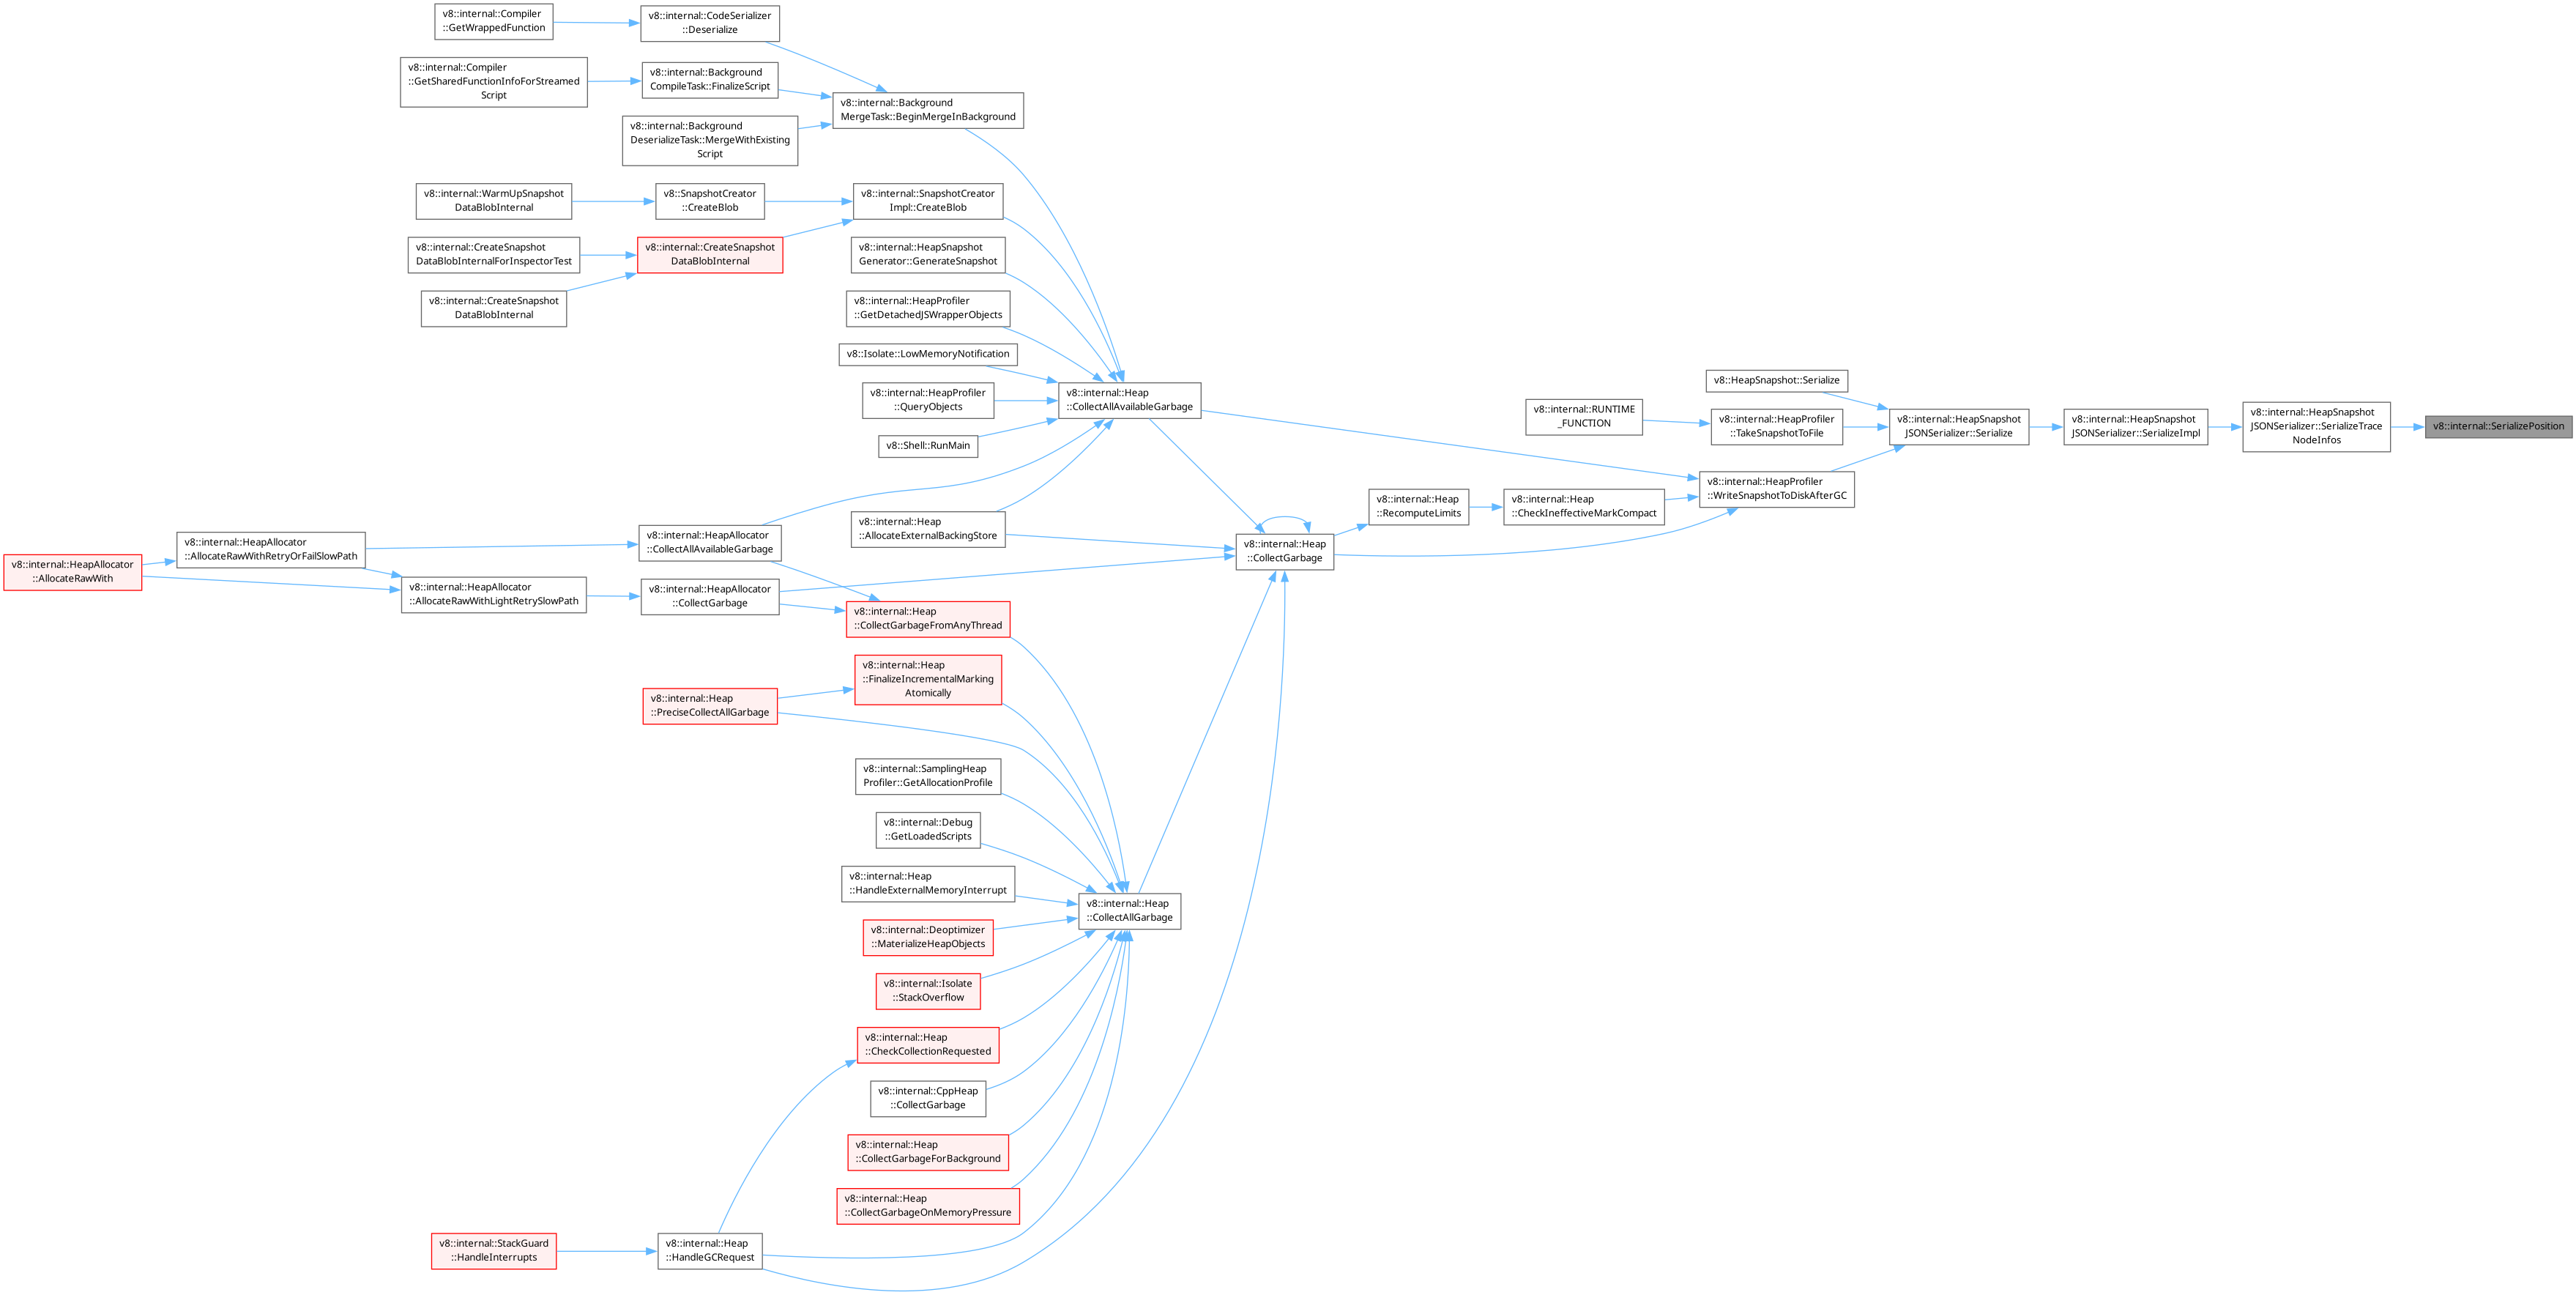 v8::internal::Compiler
::GetWrappedFunction
v8::internal::CodeSerializer
::Deserialize
v8::internal::Compiler
::GetSharedFunctionInfoForStreamed
Script
v8::internal::Background
CompileTask::FinalizeScript
v8::internal::Background
MergeTask::BeginMergeInBackground
v8::internal::Background
DeserializeTask::MergeWithExisting
Script
v8::internal::WarmUpSnapshot
DataBlobInternal
v8::SnapshotCreator
::CreateBlob
v8::internal::SnapshotCreator
Impl::CreateBlob
v8::internal::CreateSnapshot
DataBlobInternalForInspectorTest
v8::internal::CreateSnapshot
DataBlobInternal
v8::internal::HeapSnapshot
Generator::GenerateSnapshot
v8::internal::CreateSnapshot
DataBlobInternal
v8::internal::HeapProfiler
::GetDetachedJSWrapperObjects
v8::Isolate::LowMemoryNotification
v8::internal::HeapProfiler
::QueryObjects
v8::internal::Heap
::CollectAllAvailableGarbage
v8::Shell::RunMain
v8::HeapSnapshot::Serialize
v8::internal::RUNTIME
_FUNCTION
v8::internal::HeapProfiler
::TakeSnapshotToFile
v8::internal::HeapSnapshot
JSONSerializer::Serialize
v8::internal::HeapSnapshot
JSONSerializer::SerializeImpl
v8::internal::HeapSnapshot
JSONSerializer::SerializeTrace
NodeInfos
v8::internal::SerializePosition
v8::internal::HeapProfiler
::WriteSnapshotToDiskAfterGC
v8::internal::Heap
::RecomputeLimits
v8::internal::Heap
::CheckIneffectiveMarkCompact
v8::internal::Heap
::AllocateExternalBackingStore
v8::internal::Heap
::CollectGarbage
v8::internal::HeapAllocator
::AllocateRawWith
v8::internal::HeapAllocator
::AllocateRawWithRetryOrFailSlowPath
v8::internal::HeapAllocator
::CollectAllAvailableGarbage
v8::internal::HeapAllocator
::AllocateRawWithLightRetrySlowPath
v8::internal::HeapAllocator
::CollectGarbage
v8::internal::Heap
::CollectGarbageFromAnyThread
v8::internal::Heap
::FinalizeIncrementalMarking
Atomically
v8::internal::Heap
::PreciseCollectAllGarbage
v8::internal::SamplingHeap
Profiler::GetAllocationProfile
v8::internal::Debug
::GetLoadedScripts
v8::internal::Heap
::HandleExternalMemoryInterrupt
v8::internal::Heap
::CollectAllGarbage
v8::internal::Deoptimizer
::MaterializeHeapObjects
v8::internal::Isolate
::StackOverflow
v8::internal::Heap
::CheckCollectionRequested
v8::internal::CppHeap
::CollectGarbage
v8::internal::Heap
::CollectGarbageForBackground
v8::internal::Heap
::CollectGarbageOnMemoryPressure
v8::internal::StackGuard
::HandleInterrupts
v8::internal::Heap
::HandleGCRequest